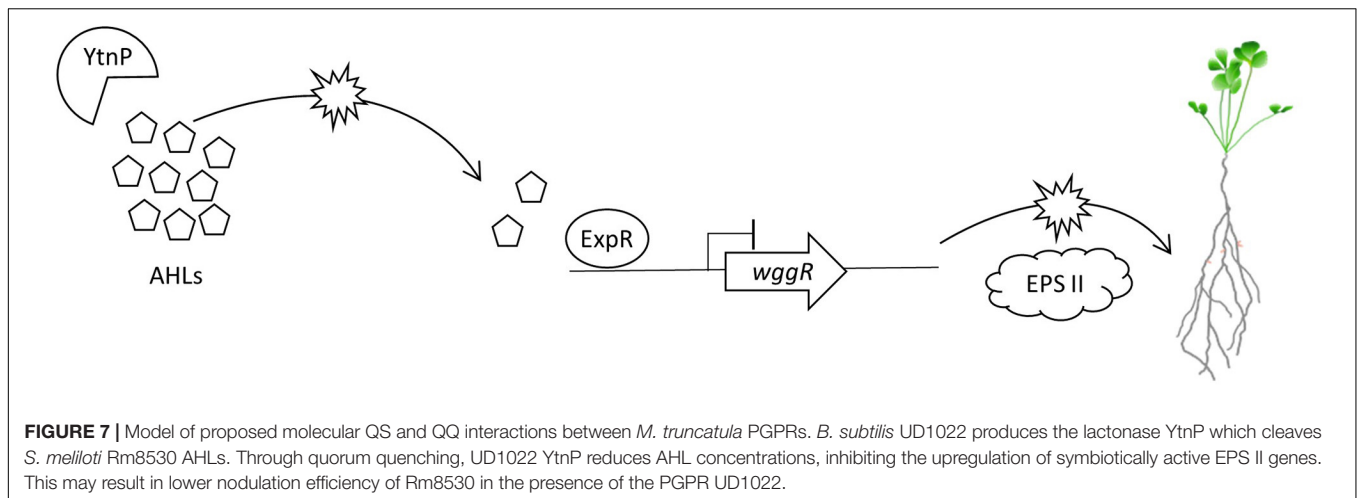 YtnP
AHLs
ExpR
wggR
EPS II
FIGURE 7 | Model of proposed molecular QS and QQ interactions between M. truncatula PGPRs. B. subtilis UD1022 produces the lactonase YtnP which cleaves
S. meliloti Rm8530 AHLs. Through quorum quenching, UD1022 YtnP reduces AHL concentrations, inhibiting the upregulation of symbiotically active EPS II genes.
This may result in lower nodulation efficiency of Rm8530 in the presence of the PGPR UD1022.